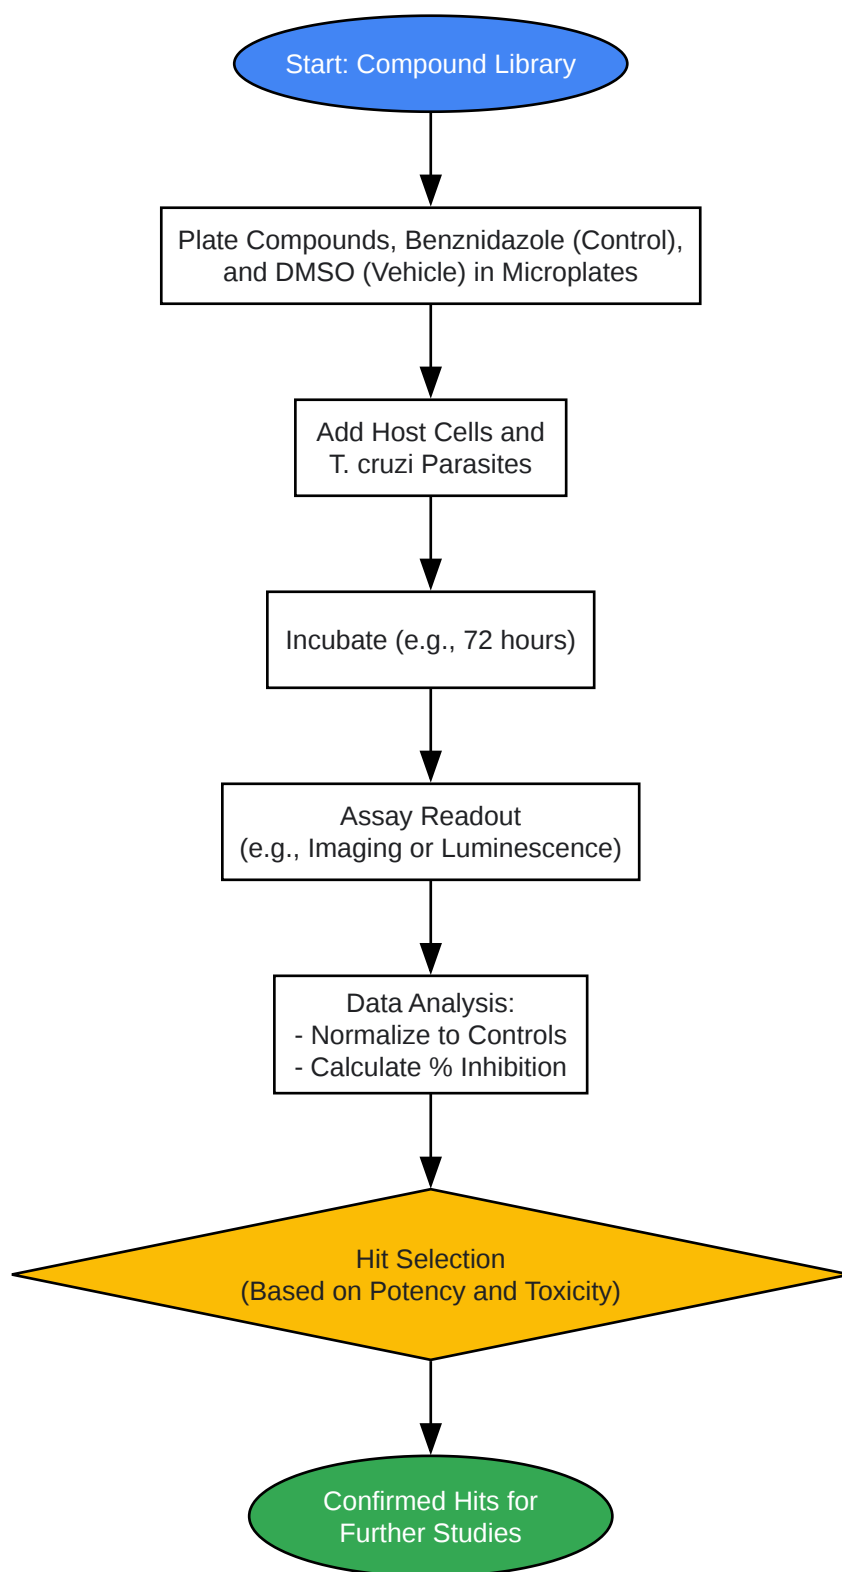 Start: Compound Library
Plate Compounds, Benznidazole (Control),
and DMSO (Vehicle) in Microplates
Add Host Cells and
T. cruzi Parasites
Incubate (e.g., 72 hours)
Assay Readout
(e.g., Imaging or Luminescence)
Data Analysis:
- Normalize to Controls
- Calculate % Inhibition
Hit Selection
(Based on Potency and Toxicity)
Confirmed Hits for
Further Studies